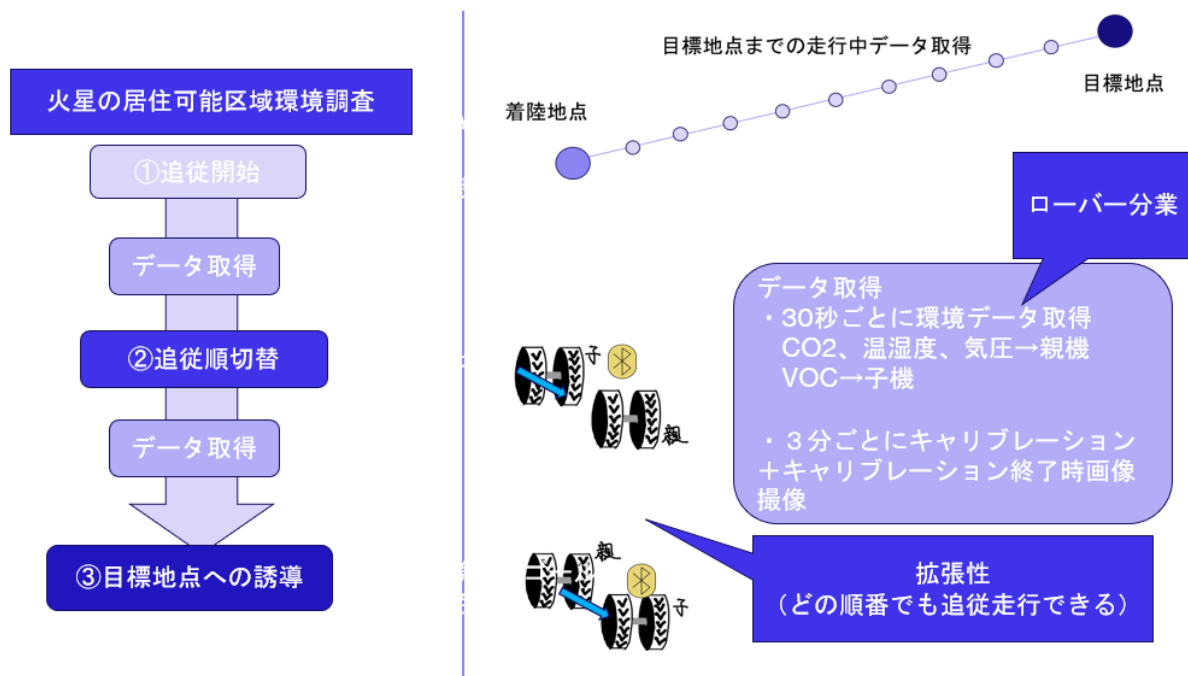 火星の居住可能区域環境調査
①追従開始
データ取得
②追従順切替
データ取得
③目標地点への誘導
目標地点までの走行中データ取得
着陸地点
目標地点
ローバー分業
データ取得
・30秒ごとに環境データ取得
CO2、温湿度、気圧→親機
VOC→子機
・３分ごとにキャリブレーション
＋キャリブレーション終了時画像
撮像
子
親
親
子
拡張性
（どの順番でも追従走行できる）